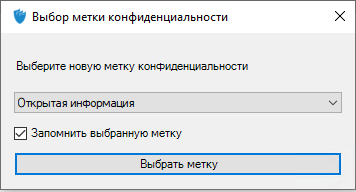 Выбор метки конфиденциальности
Выберите новую метку конфиденциальности
Открытая информация
Запомнить выбранную метку
Выбрать метку